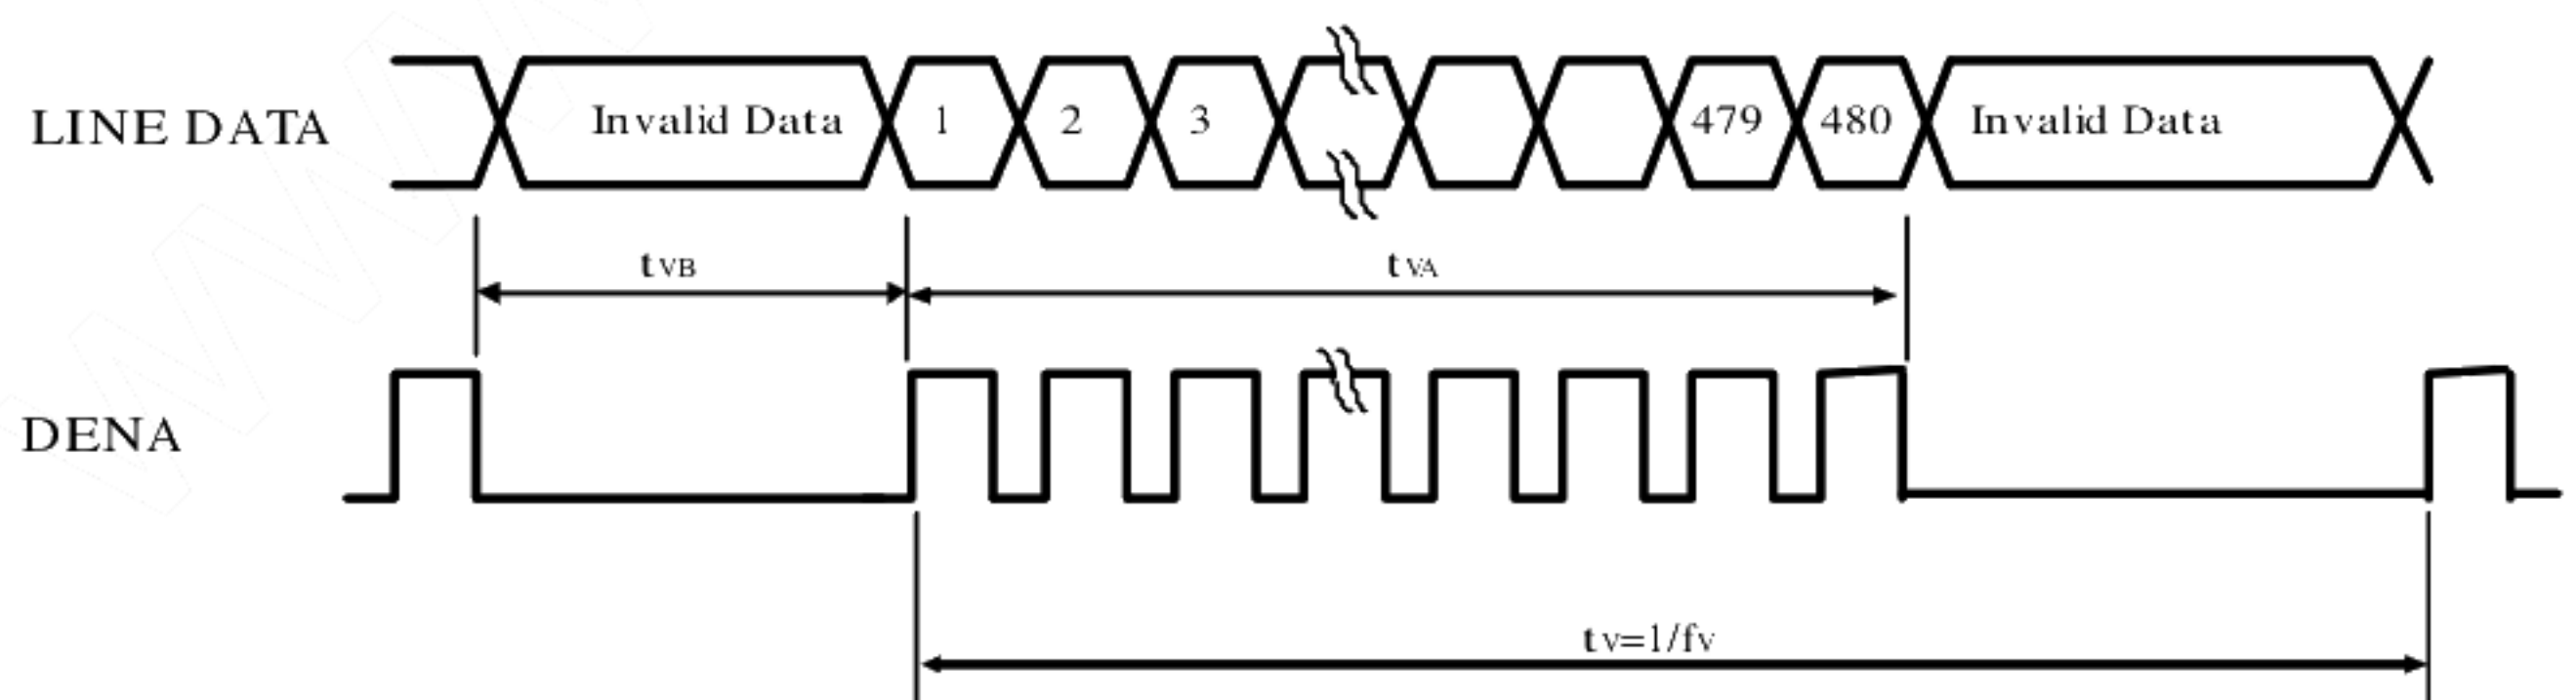 LINE DATA Invalid Data 1 2 3 479 480 Invalid Data
tVB tVA
DENA
tV=1/fV